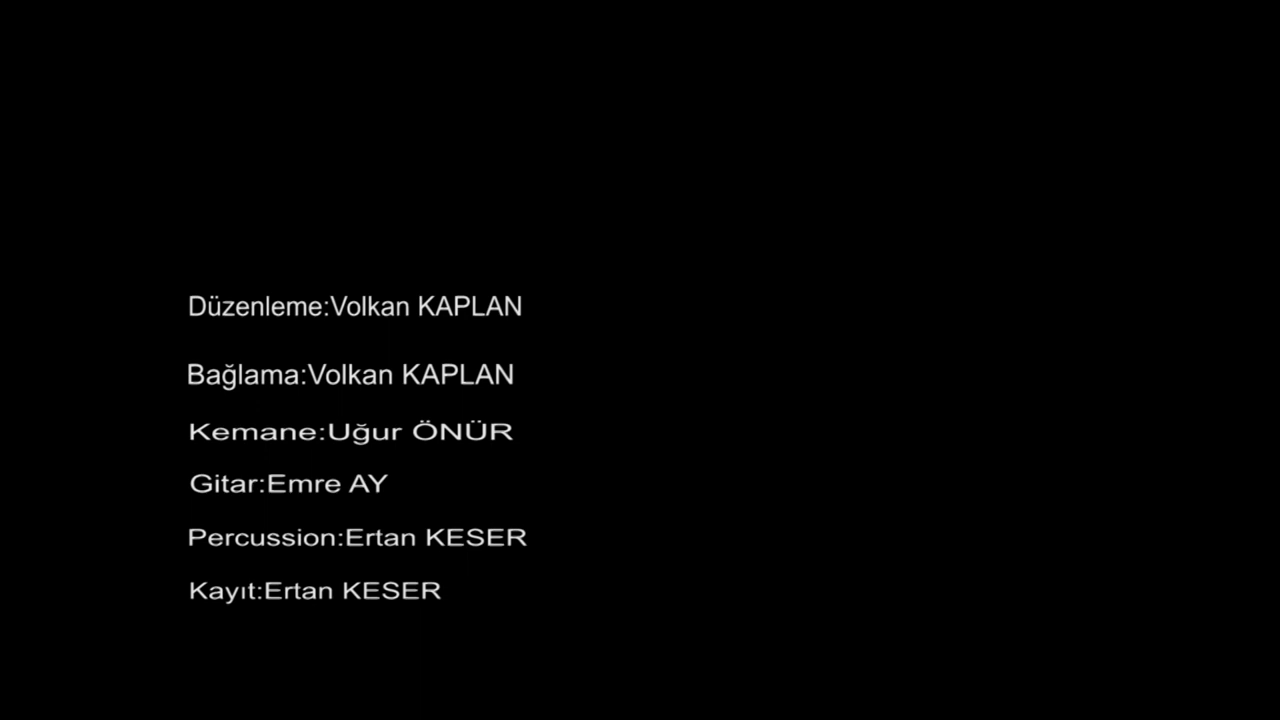 Düzenleme:Volkan KAPLAN
Bağlama:Volkan KAPLAN
Kemane:Uğur ÖNÜR
Gitar:Emre AY
Percussion:Ertan KESER
Kayıt:Ertan KESER